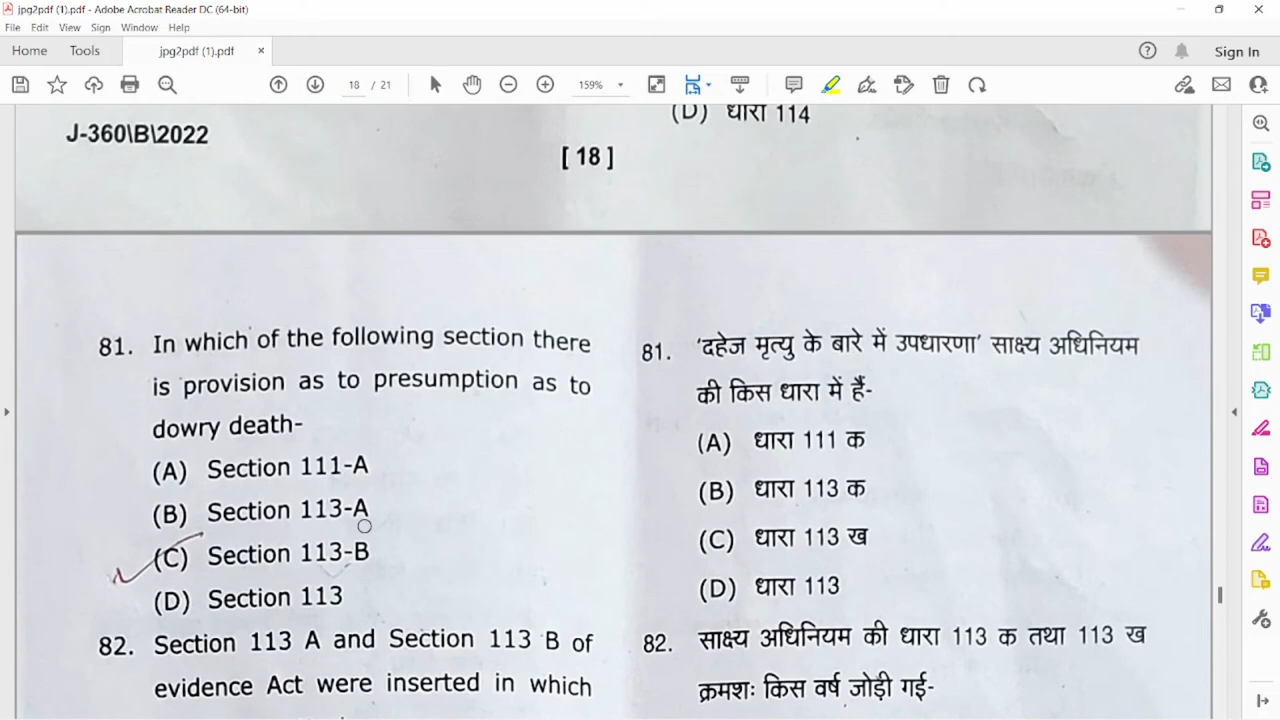 jpg2pdf (1).pdf - Adobe Acrobat Reader DC (64-bit)
File Edit View Sign Window Help
Home Tools jpg2pdf (1).pdf × Sign In
18 / 21 159%
(D) धारा 114
J-360\B\2022
[ 18 ]
81. In which of the following section there
is provision as to presumption as to
dowry death-
(A) Section 111-A
(B) Section 113-A
(C) Section 113-B
(D) Section 113
82. Section 113 A and Section 113 B of
evidence Act were inserted in which
81. 'दहेज मृत्यु के बारे में उपधारणा' साक्ष्य अधिनियम
की किस धारा में हैं-
(A) धारा 111 क
(B) धारा 113 क
(C) धारा 113 ख
(D) धारा 113
82. साक्ष्य अधिनियम की धारा 113 क तथा 113 ख
क्रमशः किस वर्ष जोड़ी गई-